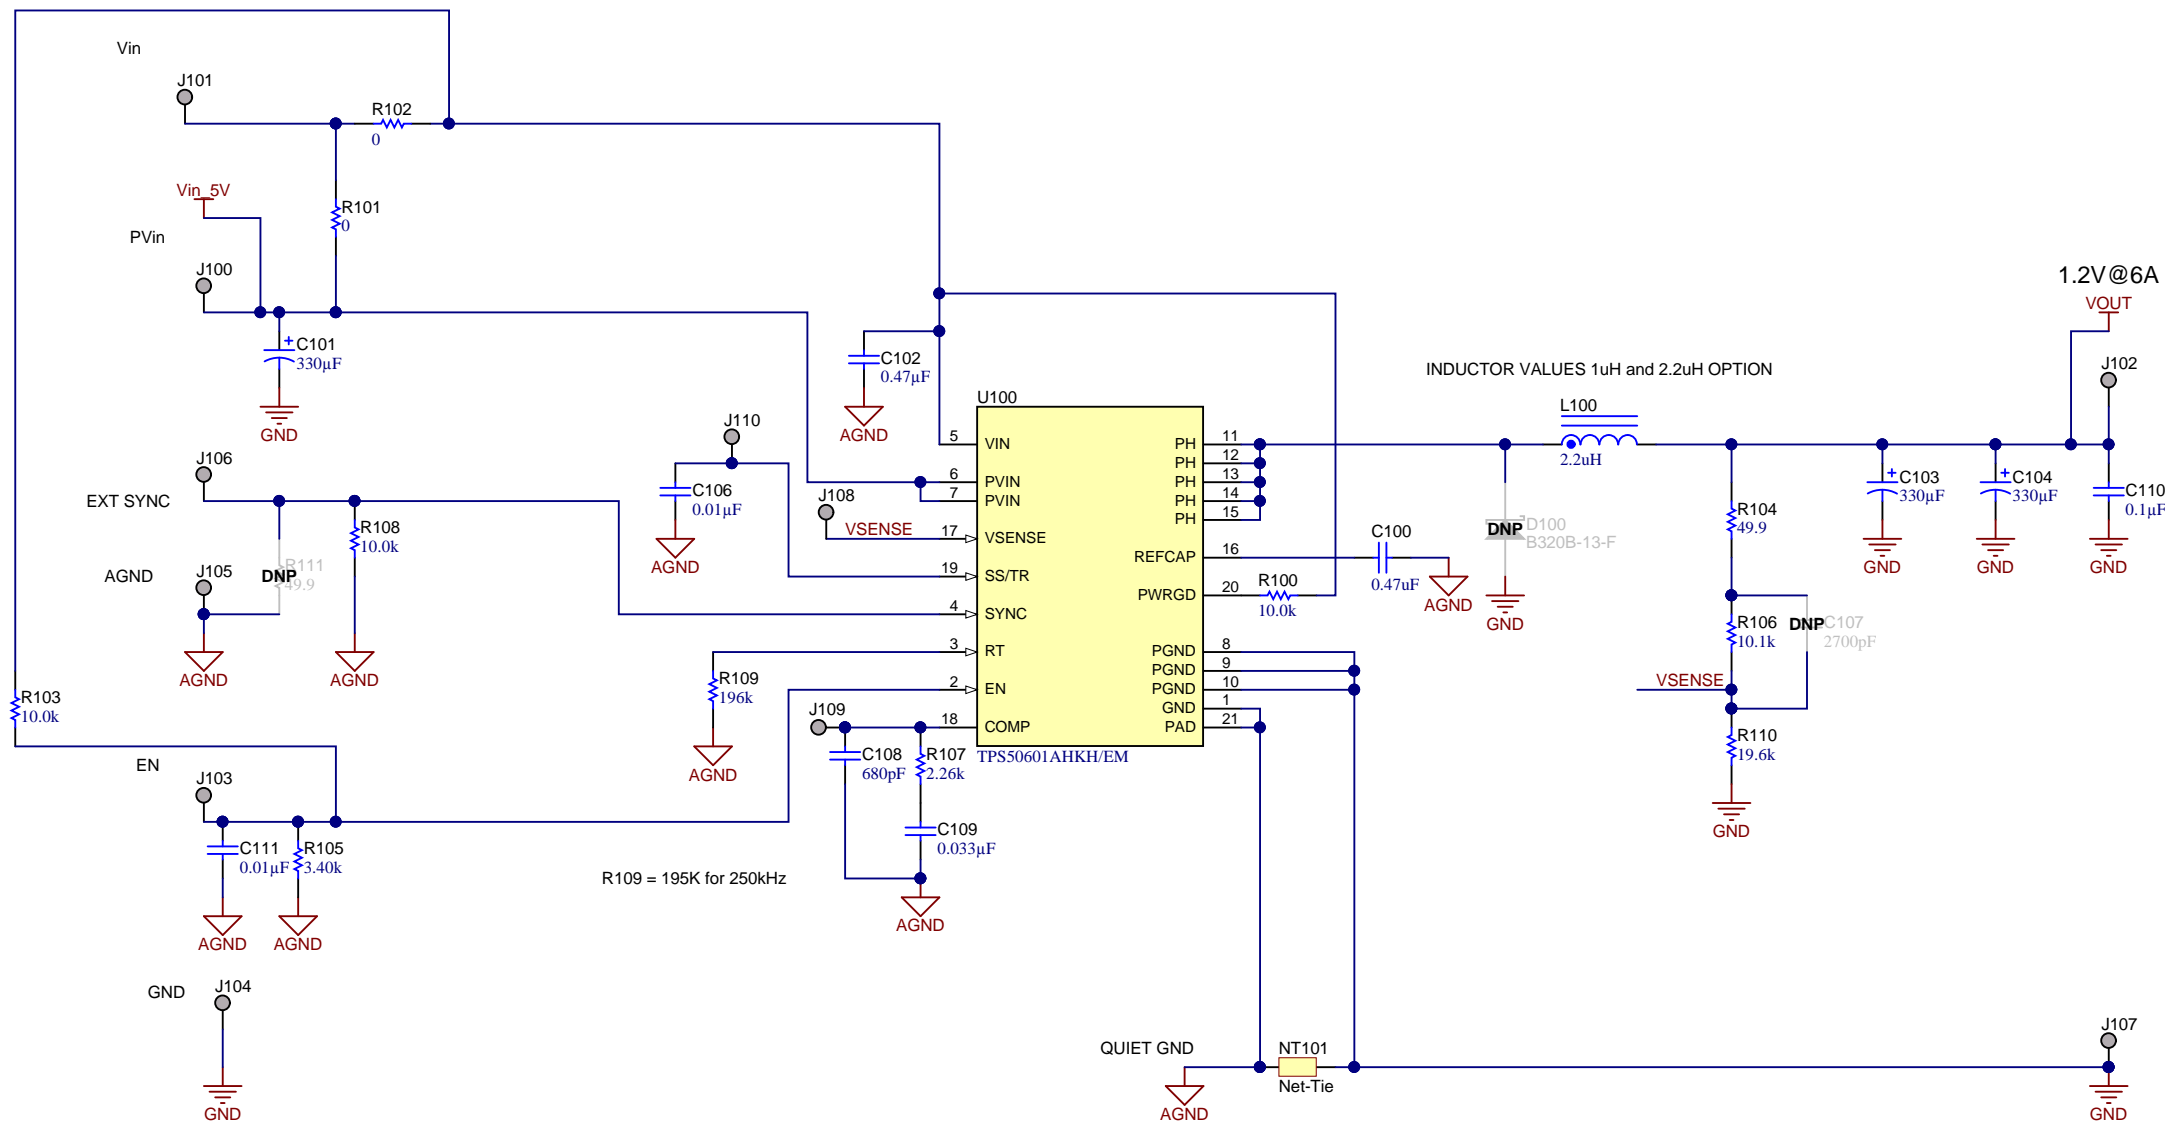 Vin
J101
R102
0
Vin_5V
R101
0
PVin
J100
C101
330µF
GND
1.2V@6A
VOUT
J102
C102
0.47µF
AGND
INDUCTOR VALUES 1uH and 2.2uH OPTION
L100
2.2uH
U100
5 VIN
6 PVIN
7 PVIN
17 VSENSE
19 SS/TR
4 SYNC
3 RT
2 EN
18 COMP
PH 11
PH 12
PH 13
PH 14
PH 15
REFCAP 16
PWRGD 20
PGND 8
PGND 9
PGND 10
GND 1
PAD 21
TPS50601AHKH/EM
J110
C106
0.01µF
AGND
J108
VSENSE
J106
EXT SYNC
R108
10.0k
AGND
AGND
J105
DNP
R111
49.9
AGND
C100
0.47uF
AGND
R100
10.0k
DNP
D100
B320B-13-F
GND
R104
49.9
C103
330µF
GND
C104
330µF
GND
C110
0.1µF
GND
R106
10.1k
DNP
C107
2700pF
VSENSE
R110
19.6k
GND
R103
10.0k
R109
196k
AGND
J109
C108
680pF
R107
2.26k
C109
0.033µF
AGND
EN
J103
C111
0.01µF
AGND
R105
3.40k
AGND
R109 = 195K for 250kHz
GND
J104
GND
QUIET GND
AGND
NT101
Net-Tie
J107
GND